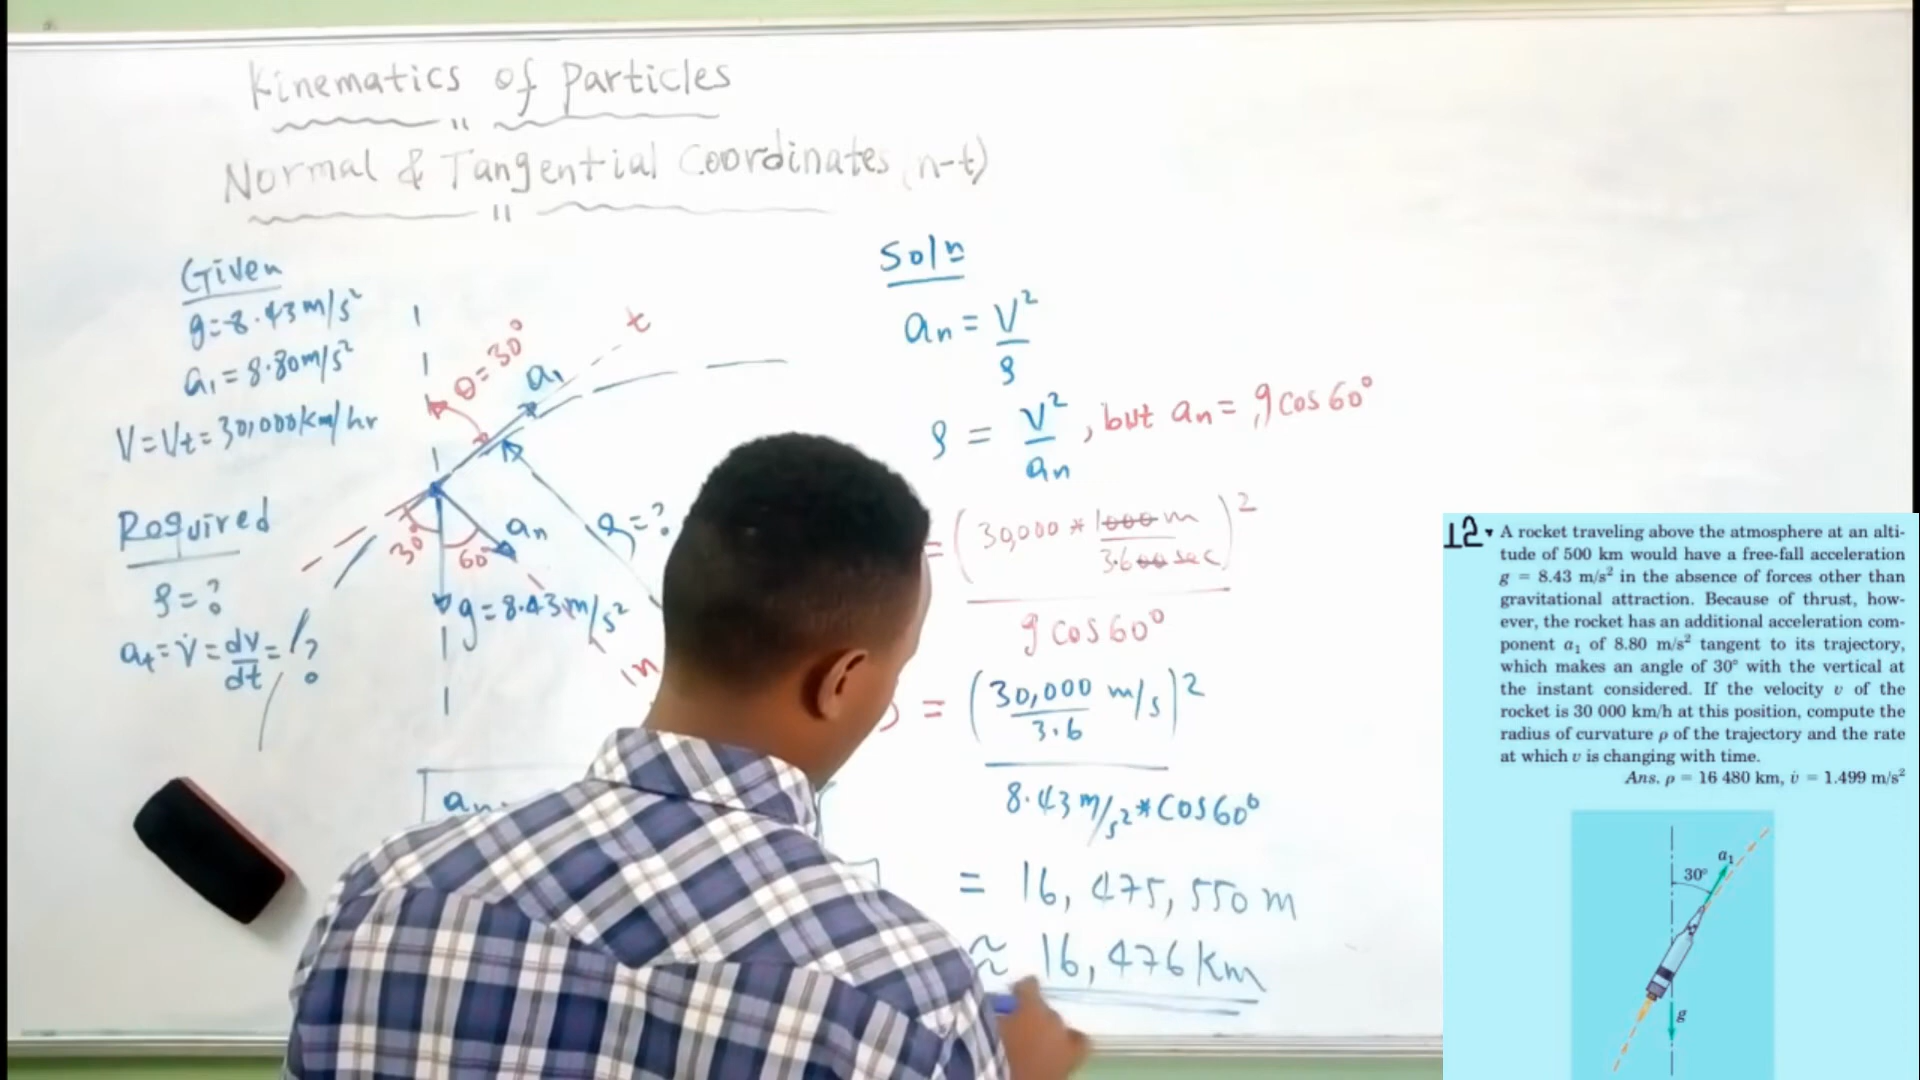 Kinematics of Particles
Normal & Tangential Coordinates (n-t)
Given
g=8.43 m/s²
a₁ = 8.80 m/s²
V=Vt=30,000 km/hr
Required
ρ=?
at=v̇=dv/dt=?
θ=30°
a₁
t
an
ρ=?
30°
60°
g=8.43 m/s²
n
an
Solⁿ
an = V²/ρ
ρ = V²/an, but an = g cos 60°
= (30,000 * 1000 m/3600 sec)²
g cos 60°
= (30,000/3.6 m/s)²
8.43 m/s² * cos 60°
= 16,475,550 m
≈ 16,476 km
12
A rocket traveling above the atmosphere at an alti-
tude of 500 km would have a free-fall acceleration
g = 8.43 m/s² in the absence of forces other than
gravitational attraction. Because of thrust, how-
ever, the rocket has an additional acceleration com-
ponent a₁ of 8.80 m/s² tangent to its trajectory,
which makes an angle of 30° with the vertical at
the instant considered. If the velocity v of the
rocket is 30 000 km/h at this position, compute the
radius of curvature ρ of the trajectory and the rate
at which v is changing with time.
Ans. ρ = 16 480 km, v̇ = 1.499 m/s²
a₁
30°
g